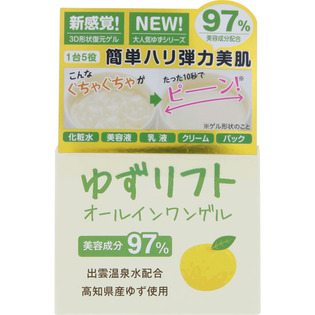 新感覚!
3D形状復元ゲル
NEW!
大人気ゆずシリーズ
97%
美容成分配合
1台5役
簡単ハリ弾力美肌
こんな
ぐちゃぐちゃが
たった10秒で
ピーン!※
※ゲル形状のこと
化粧水
美容液
乳液
クリーム
パック
ゆずリフト
オールインワンゲル
美容成分97%
出雲温泉水配合
高知県産ゆず使用